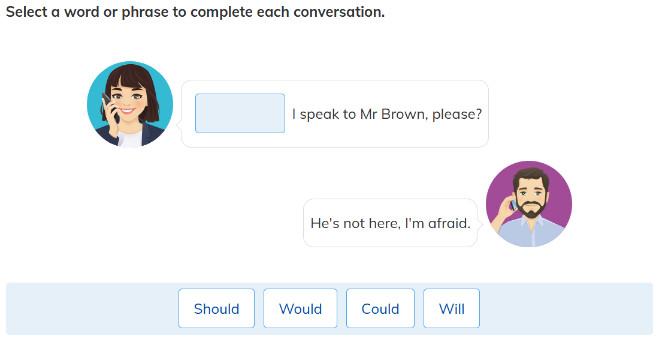 Select a word or phrase to complete each conversation.
I speak to Mr Brown, please?
He's not here, I'm afraid.
Should Would Could Will